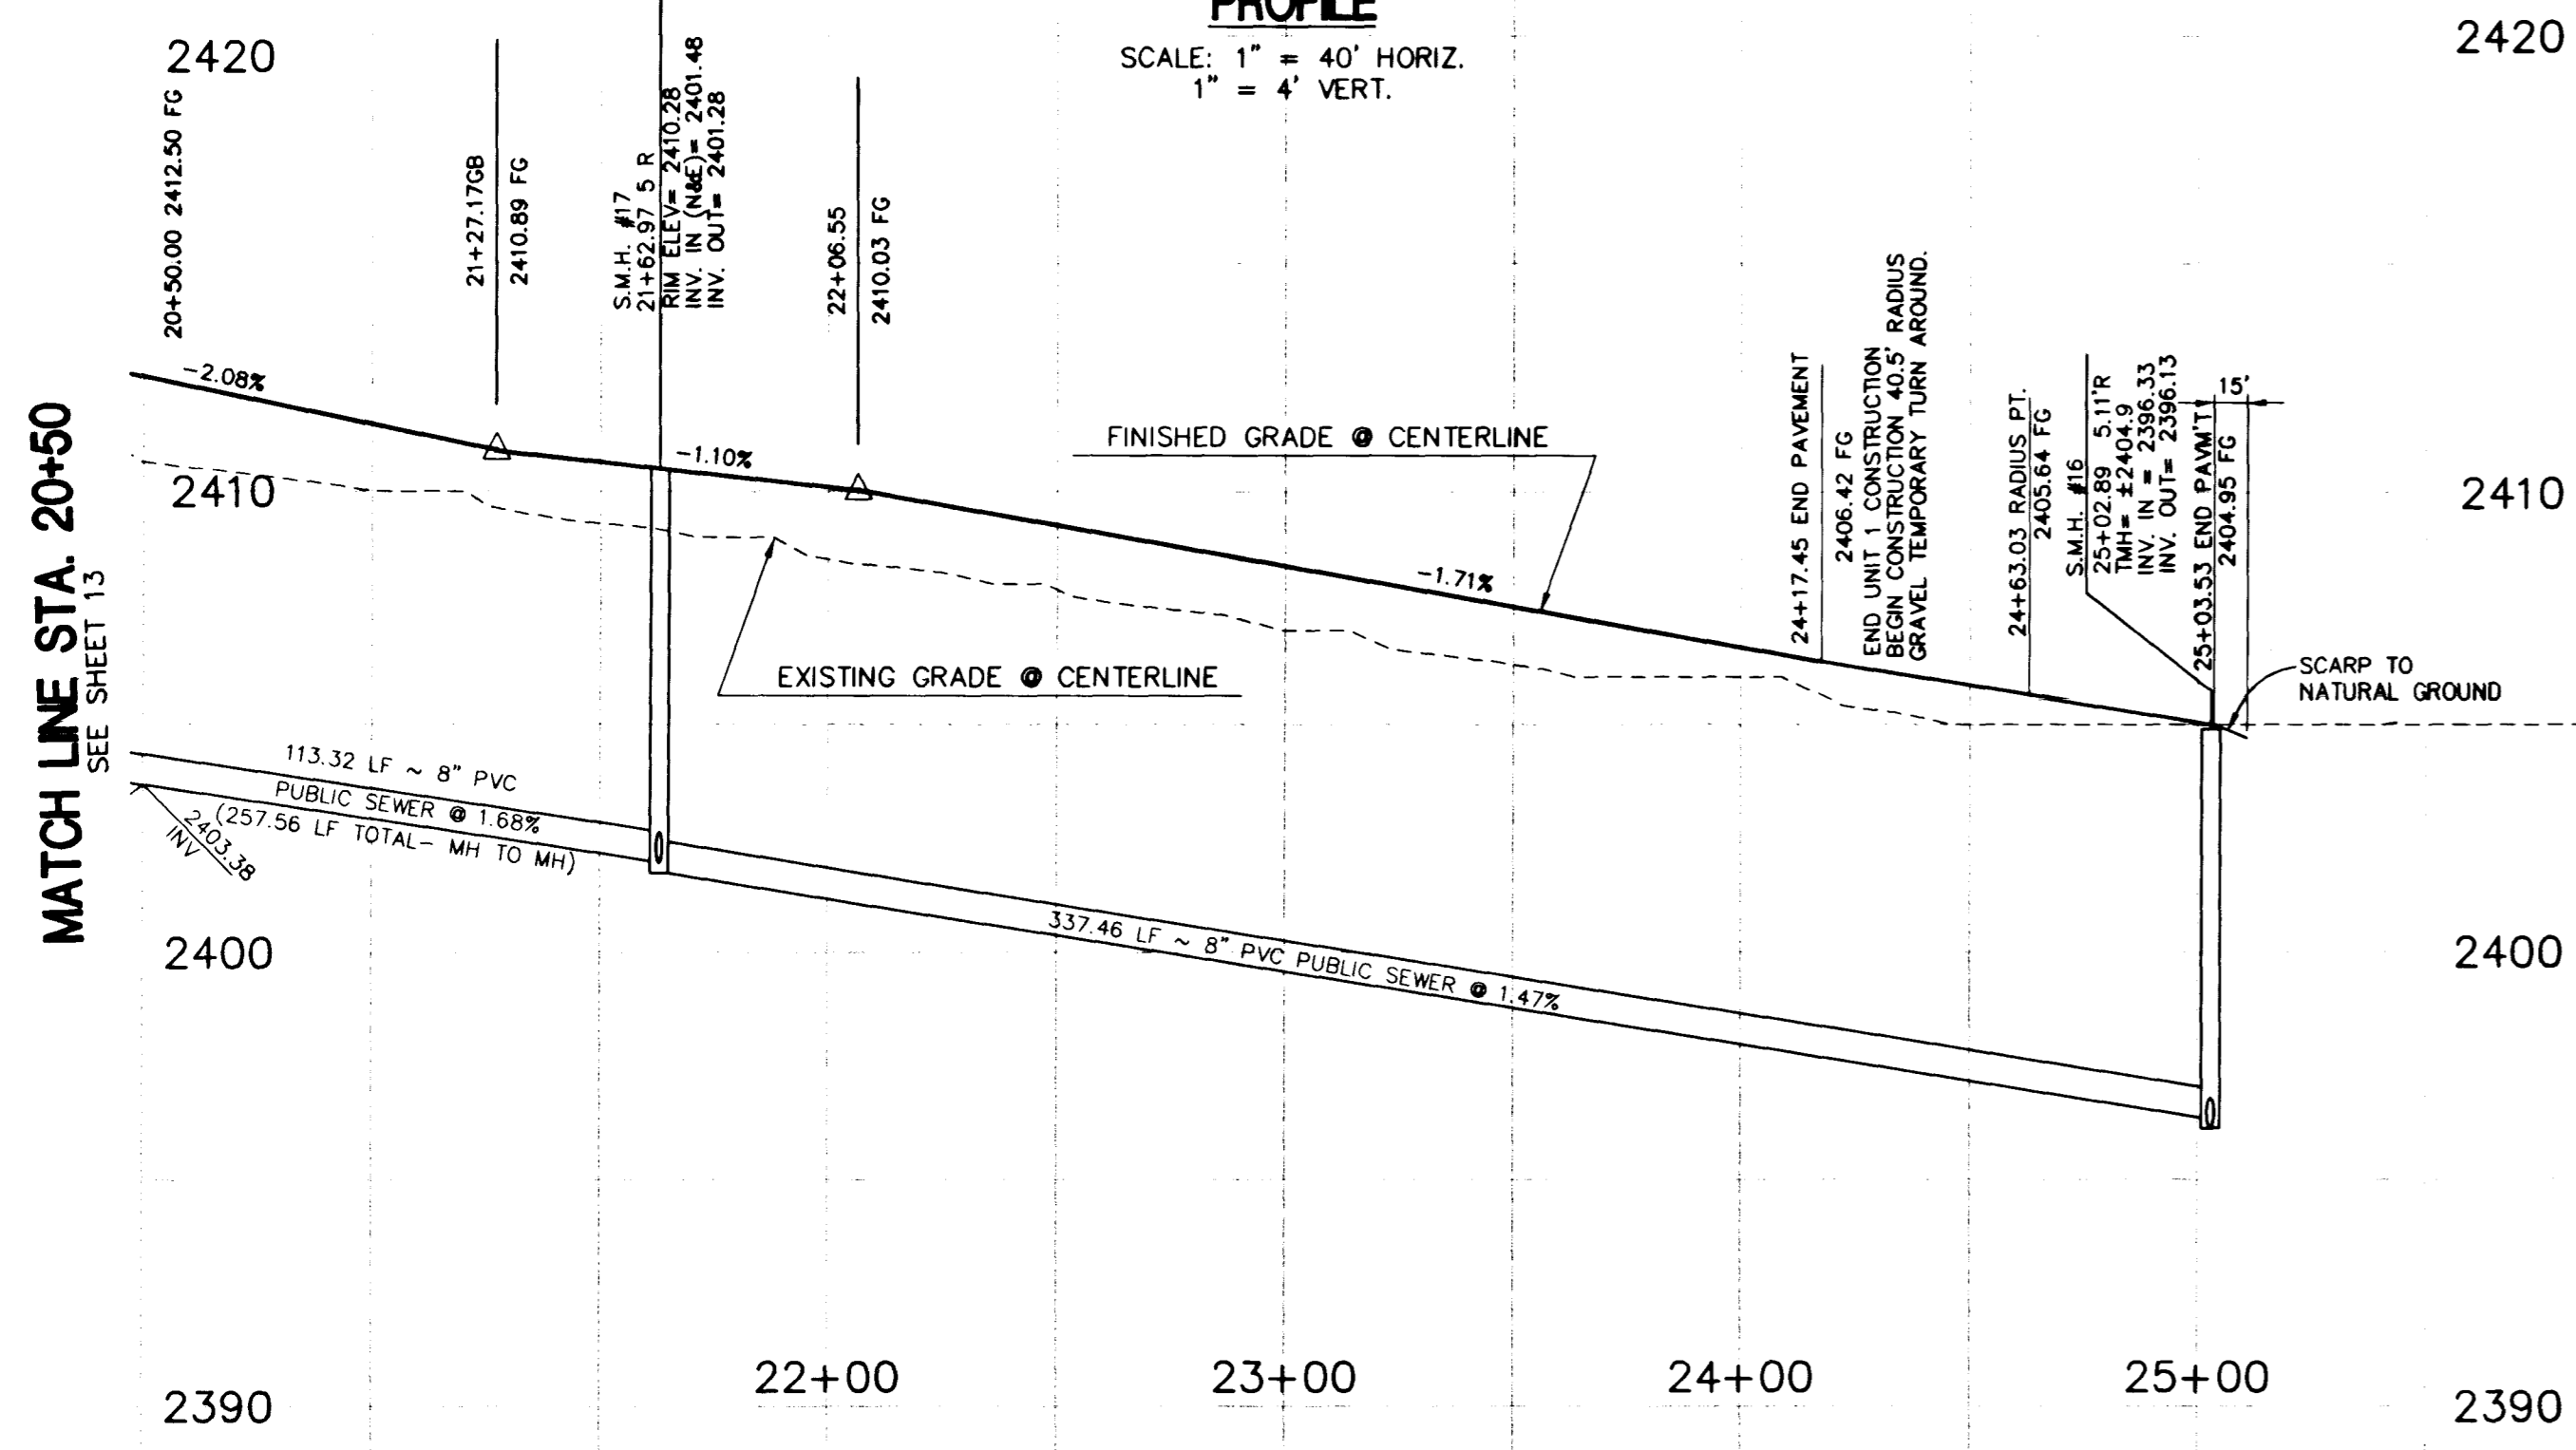 PROFILE
SCALE: 1" = 40' HORIZ.
1" = 4' VERT.
2420
2420
20+50.00 2412.50 FG
21+27.17GB
2410.89 FG
S.M.H. #17
21+62.97 5 R
RIM ELEV= 2410.28
INV. IN (N&E)= 2401.48
INV. OUT= 2401.28
22+06.55
2410.03 FG
24+17.45 END PAVEMENT
2406.42 FG
END UNIT 1 CONSTRUCTION
BEGIN CONSTRUCTION 40.5' RADIUS
GRAVEL TEMPORARY TURN AROUND.
24+63.03 RADIUS PT.
2405.64 FG
S.M.H. #16
25+02.89 5.11'R
TMH= ±2404.9
INV. IN = 2396.33
INV. OUT= 2396.13
25+03.53 END PAVM'T
2404.95 FG
15'
-2.08%
-1.10%
FINISHED GRADE @ CENTERLINE
MATCH LINE STA. 20+50
SEE SHEET 13
2410
2410
-1.71%
EXISTING GRADE @ CENTERLINE
SCARP TO
NATURAL GROUND
113.32 LF ~ 8" PVC
PUBLIC SEWER @ 1.68%
(257.56 LF TOTAL- MH TO MH)
2403.38
INV
337.46 LF ~ 8" PVC PUBLIC SEWER @ 1.47%
2400
2400
22+00
23+00
24+00
25+00
2390
2390